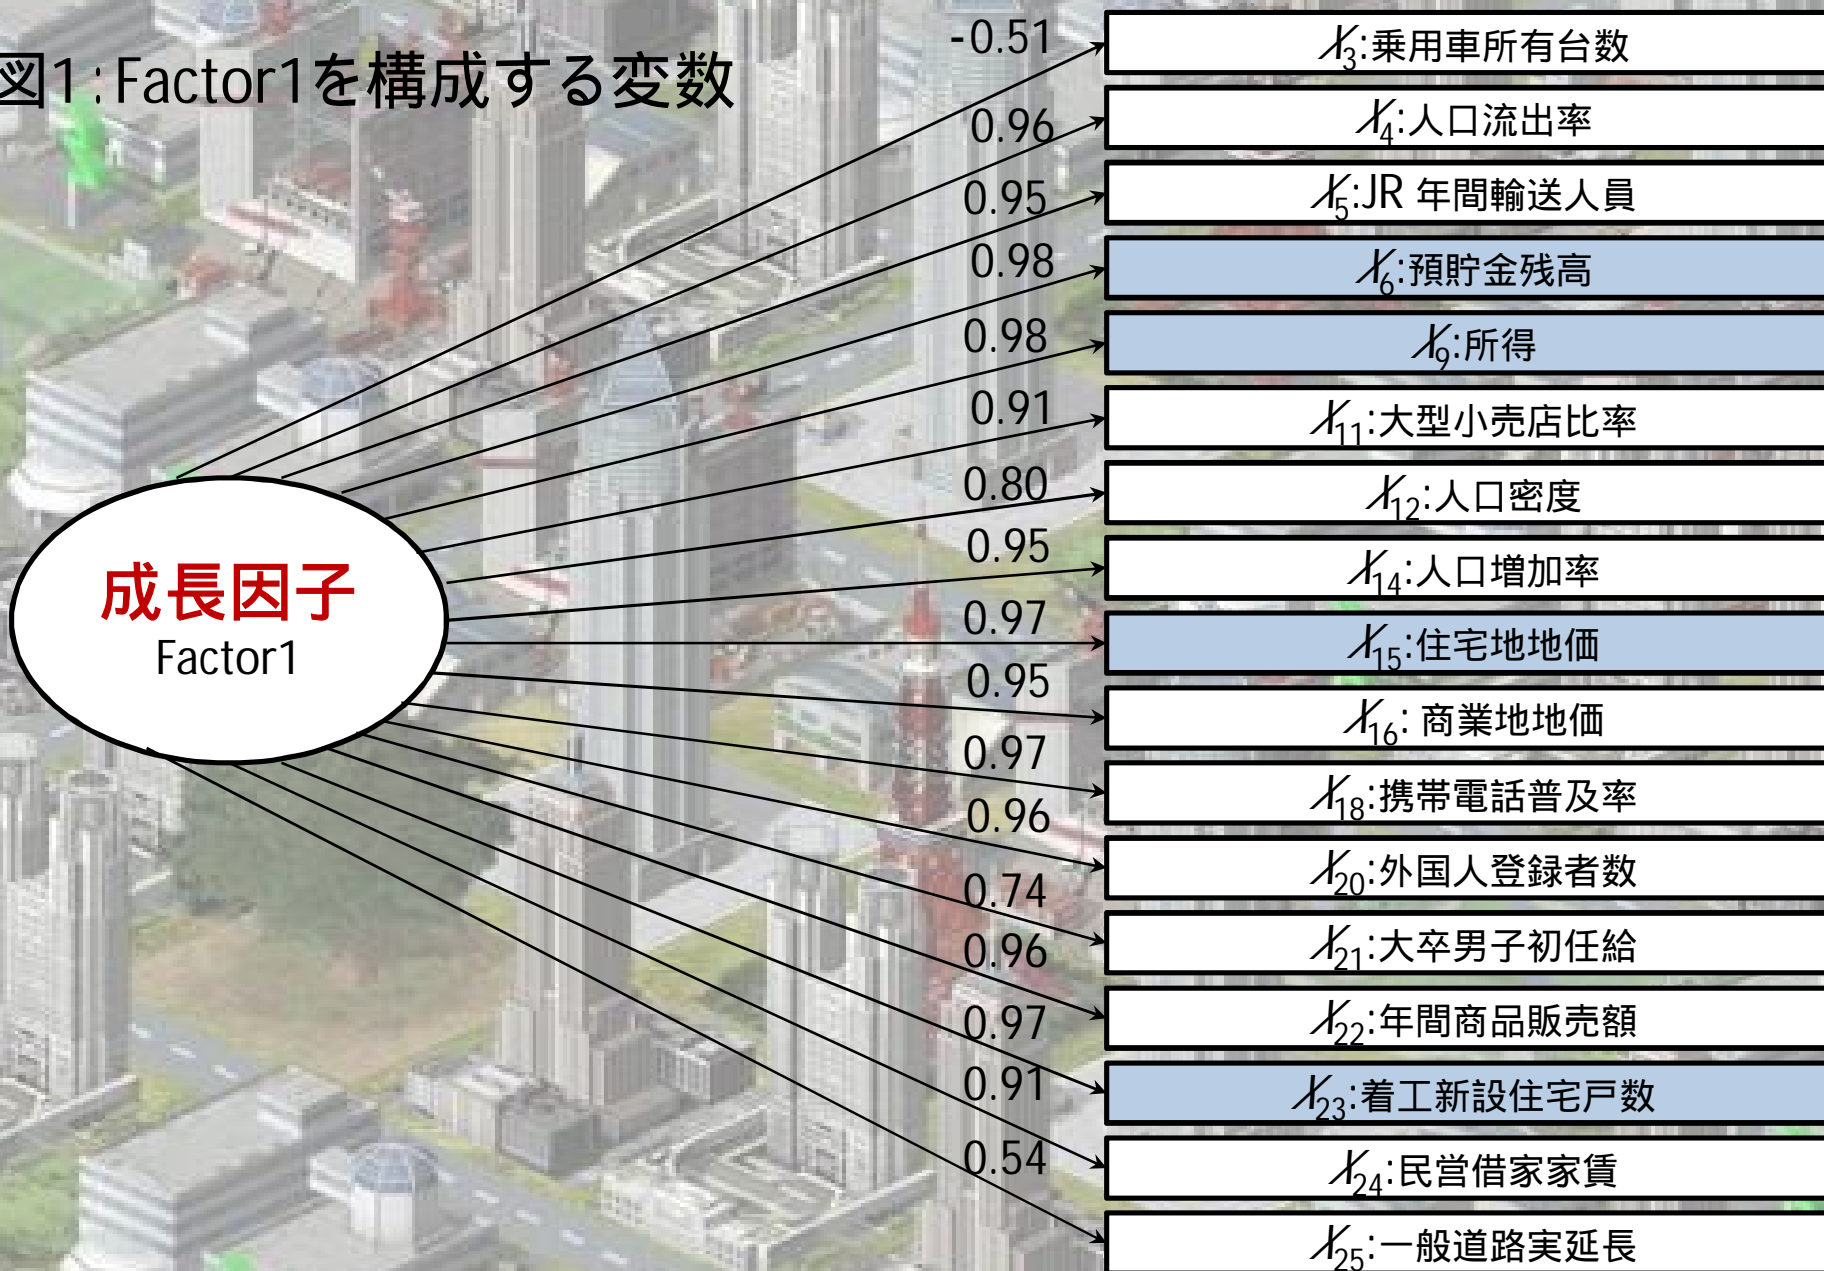 図1:Factor1を構成する変数
-0.51
X3:乗用車所有台数
0.96
X4:人口流出率
0.95
X5:JR 年間輸送人員
0.98
X6:預貯金残高
0.98
X9:所得
0.91
X11:大型小売店比率
0.80
X12:人口密度
0.95
X14:人口増加率
0.97
X15:住宅地地価
0.95
X16: 商業地地価
0.97
X18:携帯電話普及率
0.96
X20:外国人登録者数
0.74
X21:大卒男子初任給
0.96
X22:年間商品販売額
0.97
X23:着工新設住宅戸数
0.91
X24:民営借家家賃
0.54
X25:一般道路実延長
成長因子
Factor1